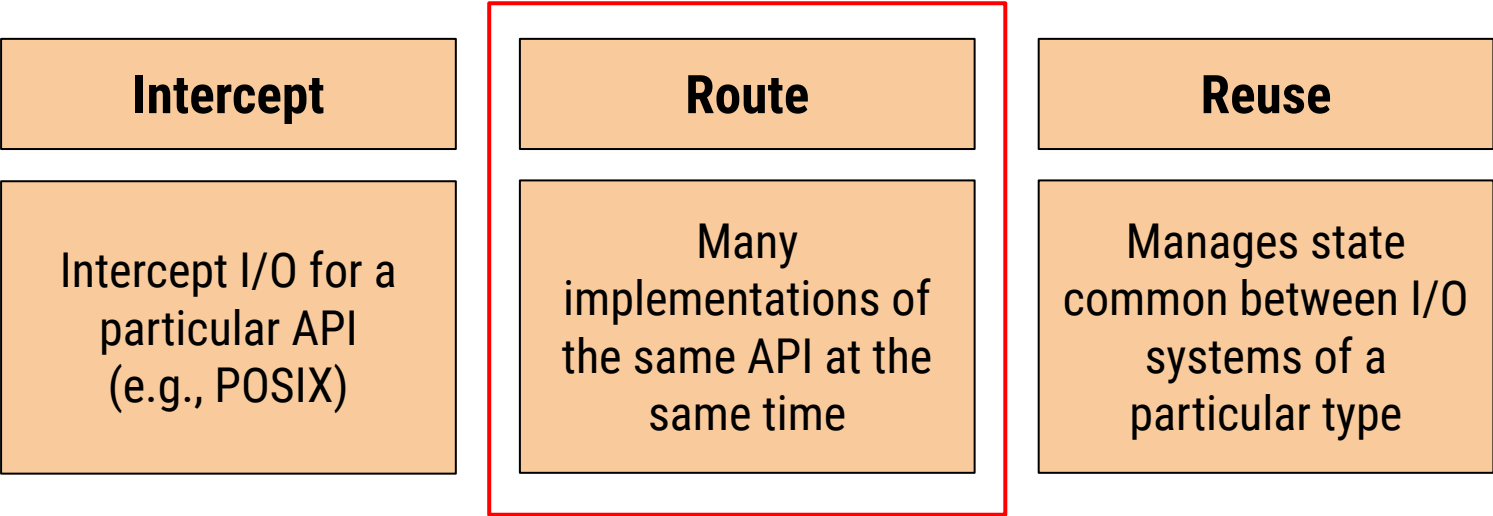 Intercept
Intercept I/O for a
particular API
(e.g., POSIX)
Route
Many
implementations of
the same API at the
same time
Reuse
Manages state
common between I/O
systems of a
particular type